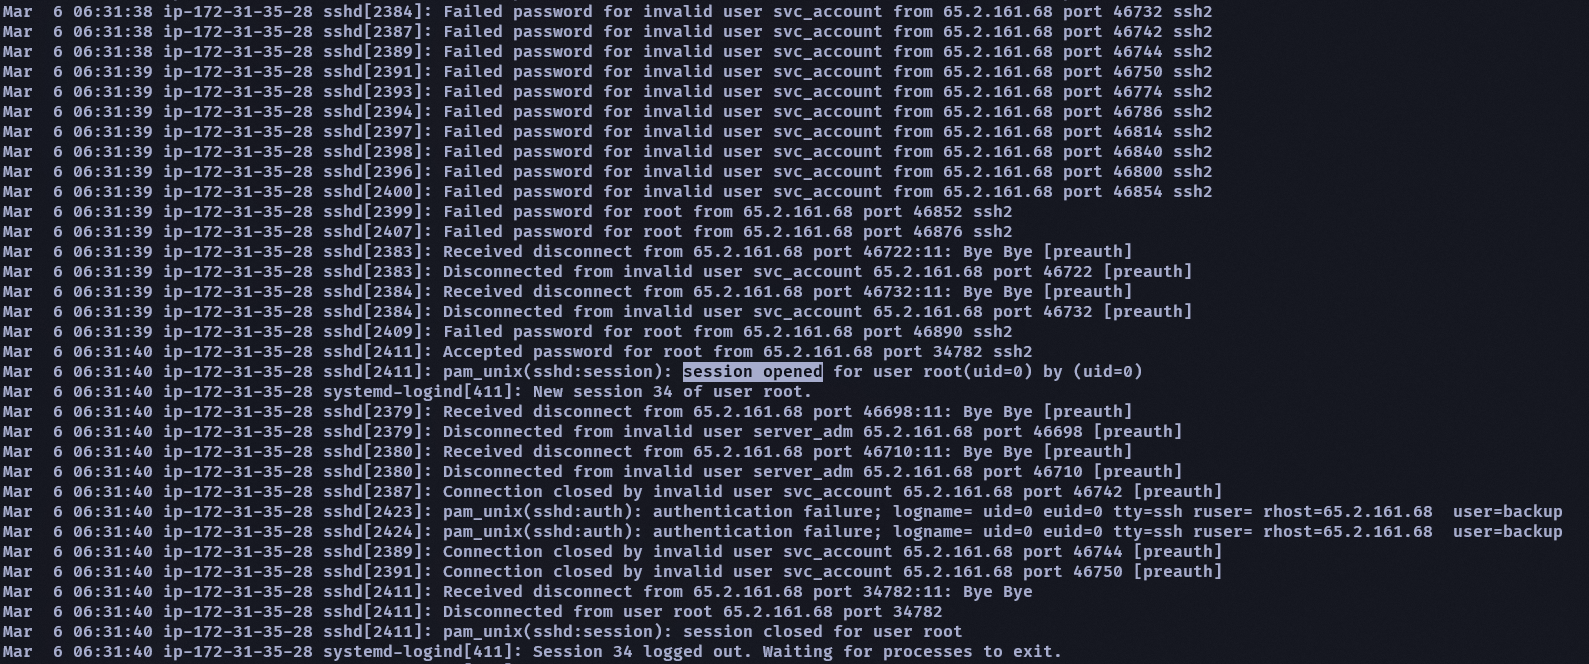 Mar  6 06:31:38 ip-172-31-35-28 sshd[2384]: Failed password for invalid user svc_account from 65.2.161.68 port 46732 ssh2
Mar  6 06:31:38 ip-172-31-35-28 sshd[2387]: Failed password for invalid user svc_account from 65.2.161.68 port 46742 ssh2
Mar  6 06:31:38 ip-172-31-35-28 sshd[2389]: Failed password for invalid user svc_account from 65.2.161.68 port 46744 ssh2
Mar  6 06:31:39 ip-172-31-35-28 sshd[2391]: Failed password for invalid user svc_account from 65.2.161.68 port 46750 ssh2
Mar  6 06:31:39 ip-172-31-35-28 sshd[2393]: Failed password for invalid user svc_account from 65.2.161.68 port 46774 ssh2
Mar  6 06:31:39 ip-172-31-35-28 sshd[2394]: Failed password for invalid user svc_account from 65.2.161.68 port 46786 ssh2
Mar  6 06:31:39 ip-172-31-35-28 sshd[2397]: Failed password for invalid user svc_account from 65.2.161.68 port 46814 ssh2
Mar  6 06:31:39 ip-172-31-35-28 sshd[2398]: Failed password for invalid user svc_account from 65.2.161.68 port 46840 ssh2
Mar  6 06:31:39 ip-172-31-35-28 sshd[2396]: Failed password for invalid user svc_account from 65.2.161.68 port 46800 ssh2
Mar  6 06:31:39 ip-172-31-35-28 sshd[2400]: Failed password for invalid user svc_account from 65.2.161.68 port 46854 ssh2
Mar  6 06:31:39 ip-172-31-35-28 sshd[2399]: Failed password for root from 65.2.161.68 port 46852 ssh2
Mar  6 06:31:39 ip-172-31-35-28 sshd[2407]: Failed password for root from 65.2.161.68 port 46876 ssh2
Mar  6 06:31:39 ip-172-31-35-28 sshd[2383]: Received disconnect from 65.2.161.68 port 46722:11: Bye Bye [preauth]
Mar  6 06:31:39 ip-172-31-35-28 sshd[2383]: Disconnected from invalid user svc_account 65.2.161.68 port 46722 [preauth]
Mar  6 06:31:39 ip-172-31-35-28 sshd[2384]: Received disconnect from 65.2.161.68 port 46732:11: Bye Bye [preauth]
Mar  6 06:31:39 ip-172-31-35-28 sshd[2384]: Disconnected from invalid user svc_account 65.2.161.68 port 46732 [preauth]
Mar  6 06:31:39 ip-172-31-35-28 sshd[2409]: Failed password for root from 65.2.161.68 port 46890 ssh2
Mar  6 06:31:40 ip-172-31-35-28 sshd[2411]: Accepted password for root from 65.2.161.68 port 34782 ssh2
Mar  6 06:31:40 ip-172-31-35-28 sshd[2411]: pam_unix(sshd:session): session opened for user root(uid=0) by (uid=0)
Mar  6 06:31:40 ip-172-31-35-28 systemd-logind[411]: New session 34 of user root.
Mar  6 06:31:40 ip-172-31-35-28 sshd[2379]: Received disconnect from 65.2.161.68 port 46698:11: Bye Bye [preauth]
Mar  6 06:31:40 ip-172-31-35-28 sshd[2379]: Disconnected from invalid user server_adm 65.2.161.68 port 46698 [preauth]
Mar  6 06:31:40 ip-172-31-35-28 sshd[2380]: Received disconnect from 65.2.161.68 port 46710:11: Bye Bye [preauth]
Mar  6 06:31:40 ip-172-31-35-28 sshd[2380]: Disconnected from invalid user server_adm 65.2.161.68 port 46710 [preauth]
Mar  6 06:31:40 ip-172-31-35-28 sshd[2387]: Connection closed by invalid user svc_account 65.2.161.68 port 46742 [preauth]
Mar  6 06:31:40 ip-172-31-35-28 sshd[2423]: pam_unix(sshd:auth): authentication failure; logname= uid=0 euid=0 tty=ssh ruser= rhost=65.2.161.68  user=backup
Mar  6 06:31:40 ip-172-31-35-28 sshd[2424]: pam_unix(sshd:auth): authentication failure; logname= uid=0 euid=0 tty=ssh ruser= rhost=65.2.161.68  user=backup
Mar  6 06:31:40 ip-172-31-35-28 sshd[2389]: Connection closed by invalid user svc_account 65.2.161.68 port 46744 [preauth]
Mar  6 06:31:40 ip-172-31-35-28 sshd[2391]: Connection closed by invalid user svc_account 65.2.161.68 port 46750 [preauth]
Mar  6 06:31:40 ip-172-31-35-28 sshd[2411]: Received disconnect from 65.2.161.68 port 34782:11: Bye Bye
Mar  6 06:31:40 ip-172-31-35-28 sshd[2411]: Disconnected from user root 65.2.161.68 port 34782
Mar  6 06:31:40 ip-172-31-35-28 sshd[2411]: pam_unix(sshd:session): session closed for user root
Mar  6 06:31:40 ip-172-31-35-28 systemd-logind[411]: Session 34 logged out. Waiting for processes to exit.